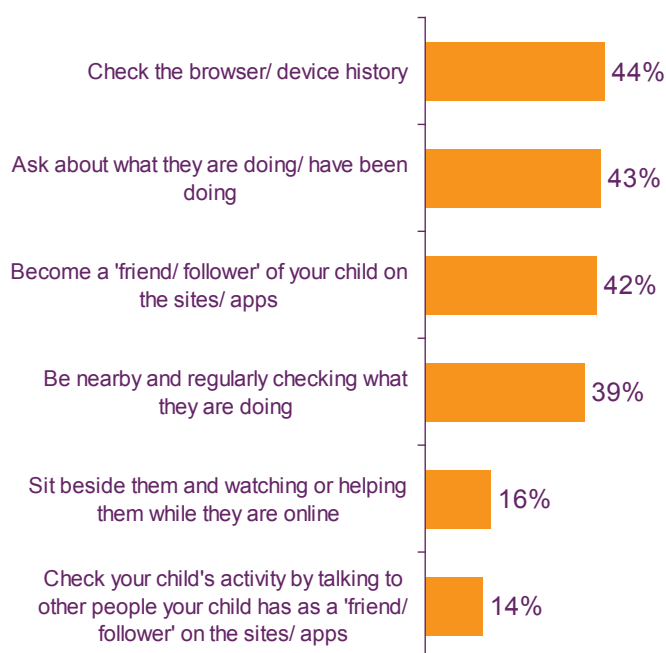 Check the browser/ device history
44%
Ask about what they are doing/ have been
doing
43%
Become a 'friend/ follower' of your child on
the sites/ apps
42%
Be nearby and regularly checking what
they are doing
39%
Sit beside them and watching or helping
them while they are online
16%
Check your child's activity by talking to
other people your child has as a 'friend/
follower' on the sites/ apps
14%